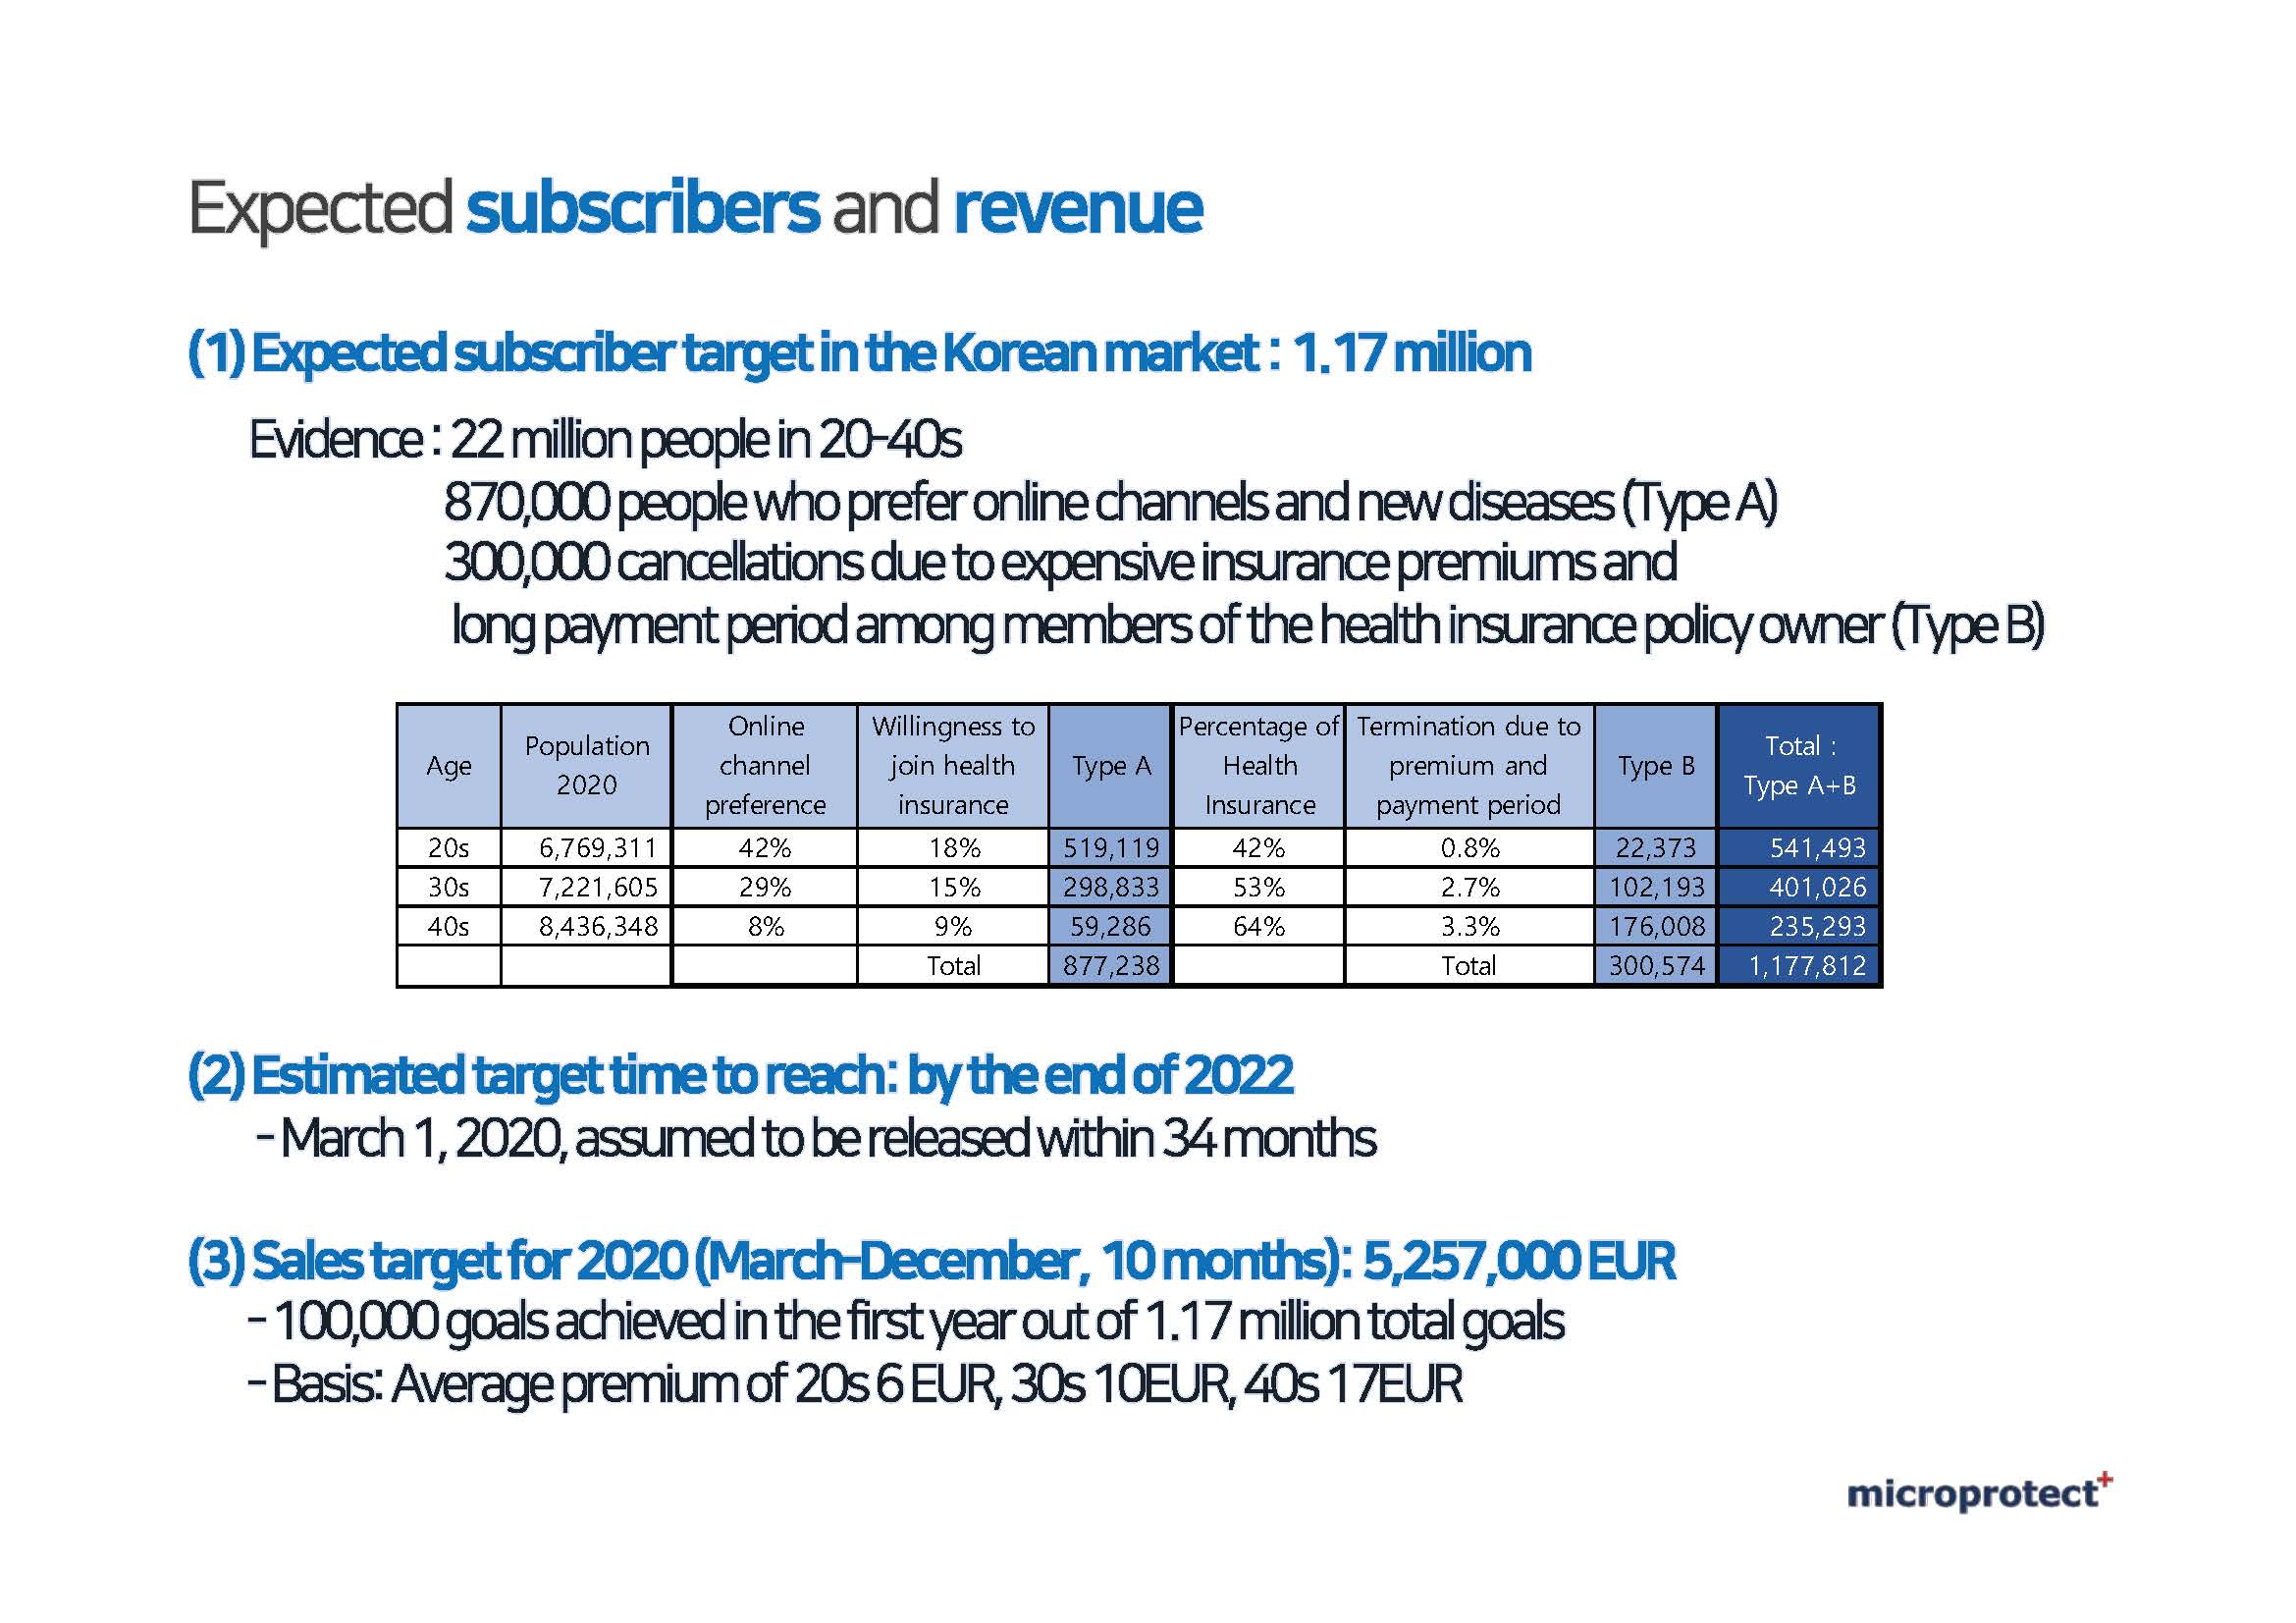 Expected subscribers and revenue
(1) Expected subscriber target in the Korean market : 1.17 million
Evidence : 22 million people in 20-40s
870,000 people who prefer online channels and new diseases (Type A)
300,000 cancellations due to expensive insurance premiums and
long payment period among members of the health insurance policy owner (Type B)
Age | Population 2020 | Online channel preference | Willingness to join health insurance | Type A | Percentage of Health Insurance | Termination due to premium and payment period | Type B | Total : Type A+B
20s | 6,769,311 | 42% | 18% | 519,119 | 42% | 0.8% | 22,373 | 541,493
30s | 7,221,605 | 29% | 15% | 298,833 | 53% | 2.7% | 102,193 | 401,026
40s | 8,436,348 | 8% | 9% | 59,286 | 64% | 3.3% | 176,008 | 235,293
Total | 877,238 | Total | 300,574 | 1,177,812
(2) Estimated target time to reach: by the end of 2022
- March 1, 2020, assumed to be released within 34 months
(3) Sales target for 2020 (March-December, 10 months): 5,257,000 EUR
- 100,000 goals achieved in the first year out of 1.17 million total goals
- Basis: Average premium of 20s 6 EUR, 30s 10EUR, 40s 17EUR
microprotect+